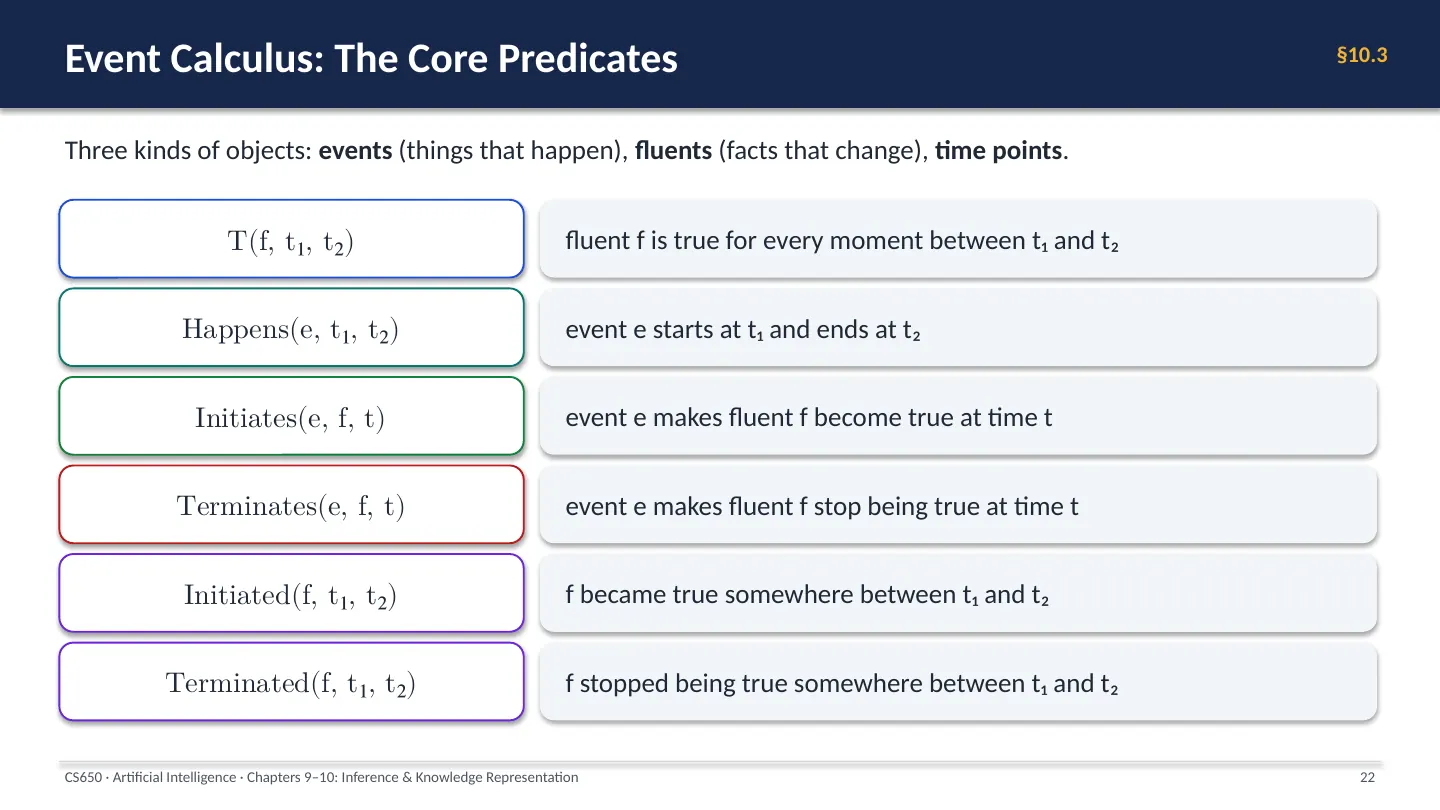 Event Calculus: The Core Predicates
§10.3
Three kinds of objects: events (things that happen), fluents (facts that change), time points.
T(f, t₁, t₂)
fluent f is true for every moment between t₁ and t₂
Happens(e, t₁, t₂)
event e starts at t₁ and ends at t₂
Initiates(e, f, t)
event e makes fluent f become true at time t
Terminates(e, f, t)
event e makes fluent f stop being true at time t
Initiated(f, t₁, t₂)
f became true somewhere between t₁ and t₂
Terminated(f, t₁, t₂)
f stopped being true somewhere between t₁ and t₂
CS650 · Artificial Intelligence · Chapters 9–10: Inference & Knowledge Representation
22